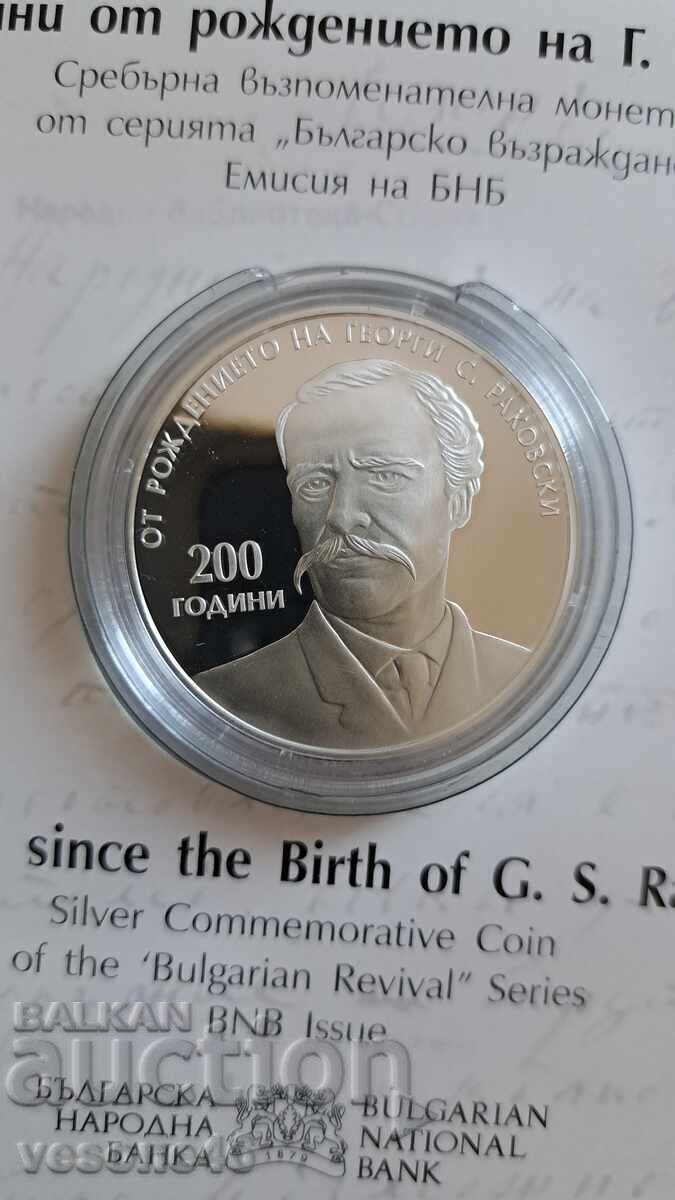 ни от рождението на Г.
Сребърна възпоменателна монет
от серията „Българско възраждан
Емисия на БНБ
ОТ РОЖДЕНИЕТО НА ГЕОРГИ С. РАКОВСКИ
200
ГОДИНИ
since the Birth of G. S. Ra
Silver Commemorative Coin
of the ‘Bulgarian Revival” Series
BNB Issue
BALKAN
auction
БЪЛГАРСКА
НАРОДНА
БАНКА
1879
BULGARIAN
NATIONAL
BANK